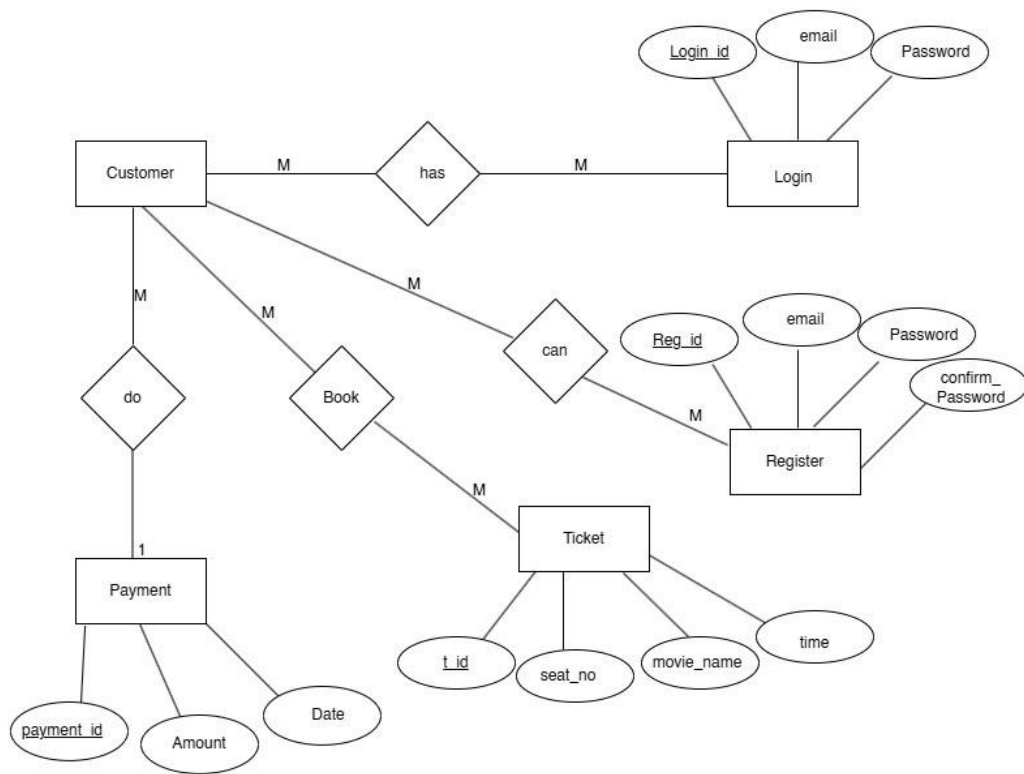 email
Login_id
Password
Customer
M
has
M
Login
M
M
M
email
Reg_id
Password
can
confirm_
Password
do
Book
M
Register
M
Ticket
1
Payment
time
t_id
seat_no
movie_name
Date
payment_id
Amount